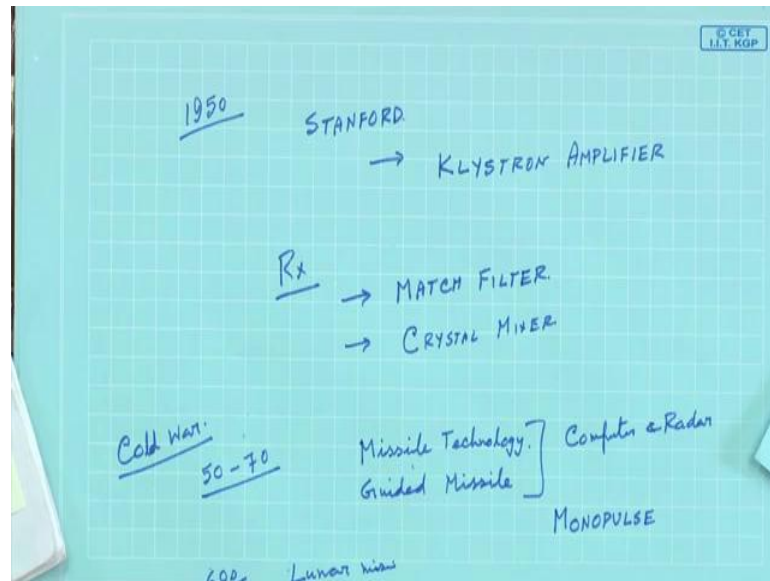 © CET
I.I.T. KGP
1950 STANFORD.
→ KLYSTRON AMPLIFIER
Rx → MATCH FILTER.
→ CRYSTAL MIXER
Cold War.
50-70 Missile Technology. Computer & Radar
Guided Missile
MONOPULSE
Lunar